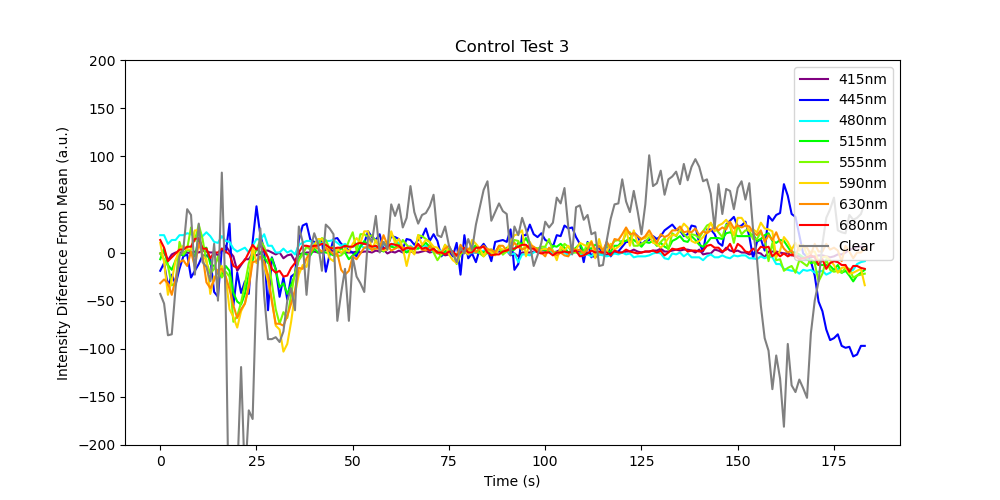 Control Test 3
Intensity Diference From Mean (a.u.)
200
150
100
50
0
−50
−100
−150
−200
0 25 50 75 100 125 150 175
Time (s)
415nm
445nm
480nm
515nm
555nm
590nm
630nm
680nm
Clear